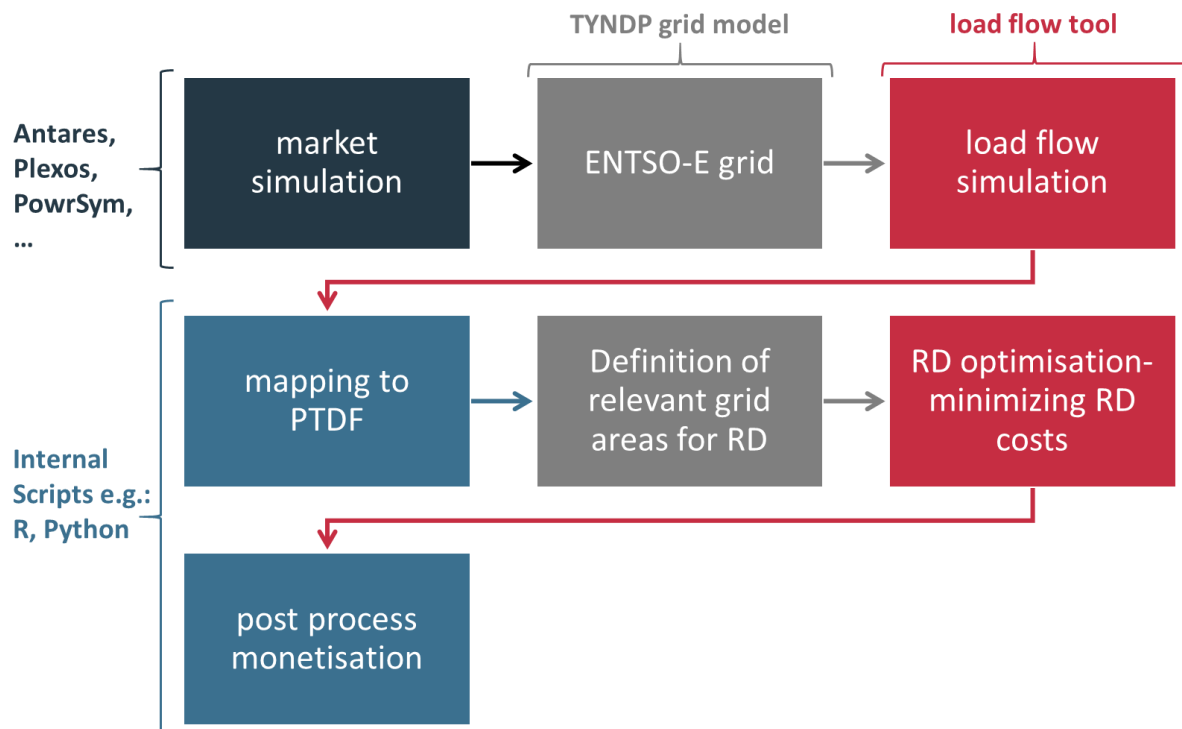 TYNDP grid model
load flow tool
Antares,
Plexos,
PowrSym,
...
market
simulation
ENTSO-E grid
load flow
simulation
Internal
Scripts e.g.:
R, Python
mapping to
PTDF
Definition of
relevant grid
areas for RD
RD optimisation-
minimizing RD
costs
post process
monetisation